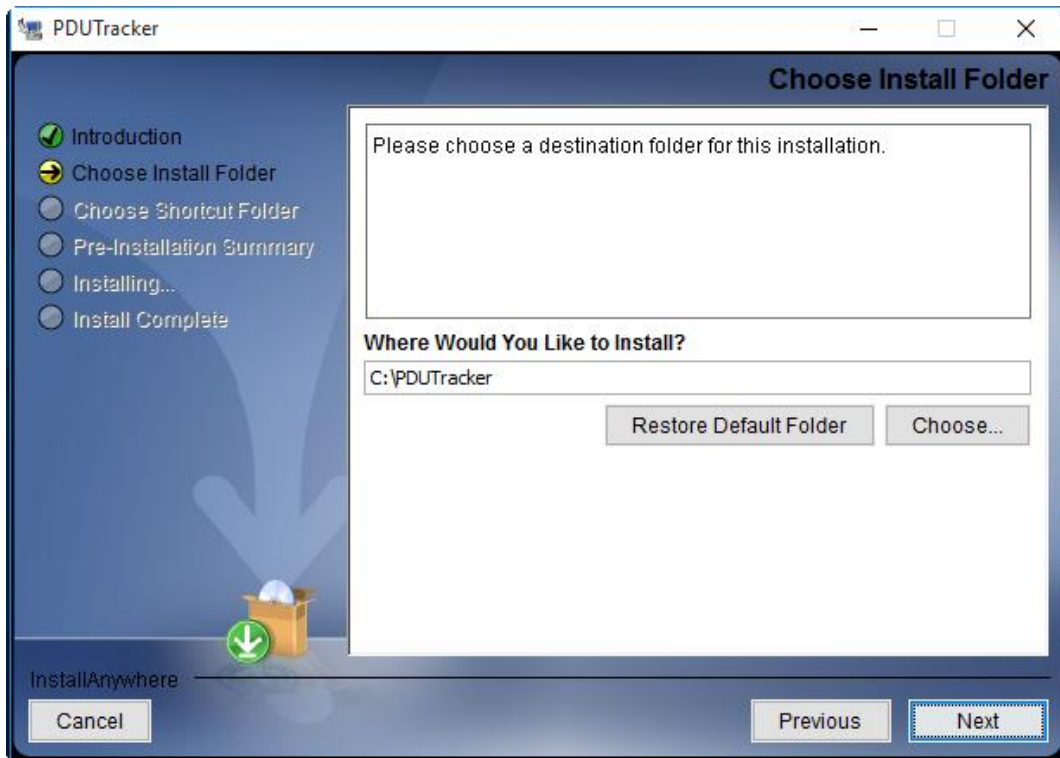 PDUTracker
Choose Install Folder
Introduction
Choose Install Folder
Choose Shortcut Folder
Pre-Installation Summary
Installing...
Install Complete
Please choose a destination folder for this installation.
Where Would You Like to Install?
C:\PDUTracker
Restore Default Folder
Choose...
InstallAnywhere
Cancel
Previous
Next